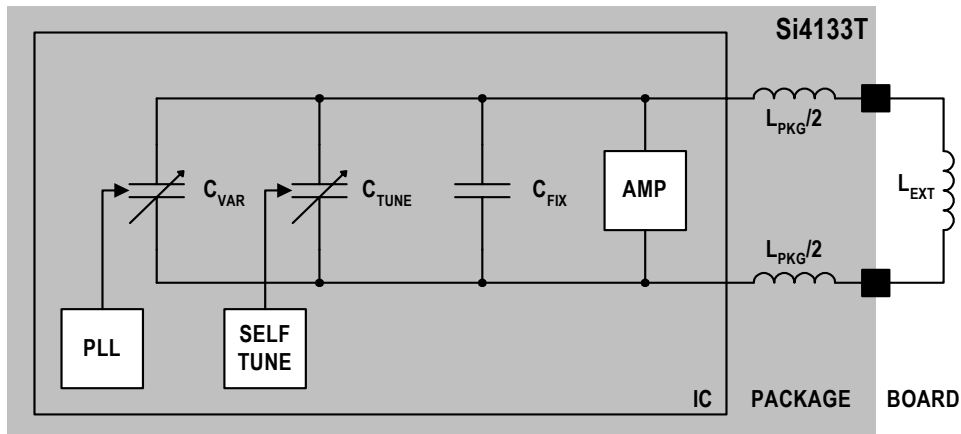 Si4133T
L_PKG/2
C_VAR
C_TUNE
C_FIX
AMP
L_EXT
L_PKG/2
PLL
SELF
TUNE
IC
PACKAGE
BOARD